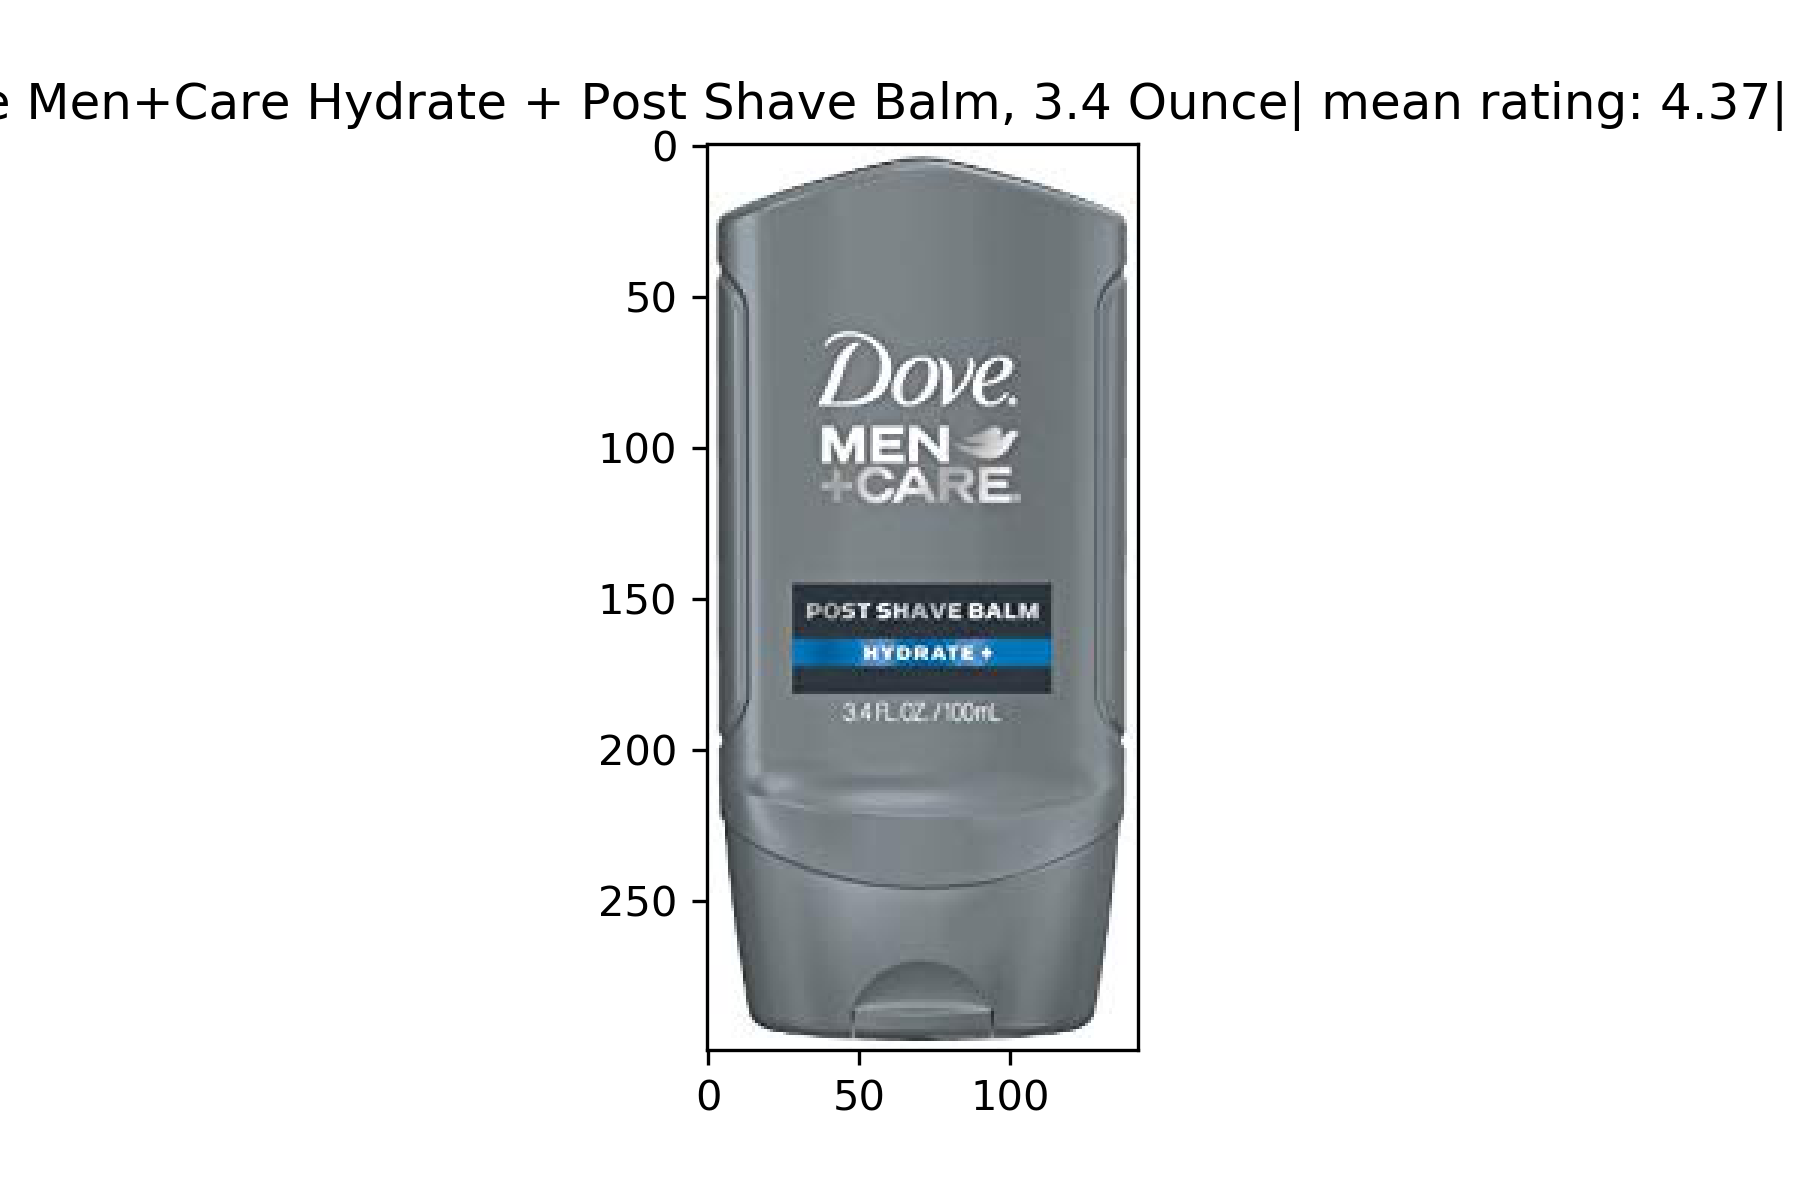 e Men+Care Hydrate + Post Shave Balm, 3.4 Ounce| mean rating: 4.37|
0
50
100
150
200
250
Dove.
MEN
+CARE.
POST SHAVE BALM
HYDRATE +
3.4 FL.OZ. / 100mL
0 50 100